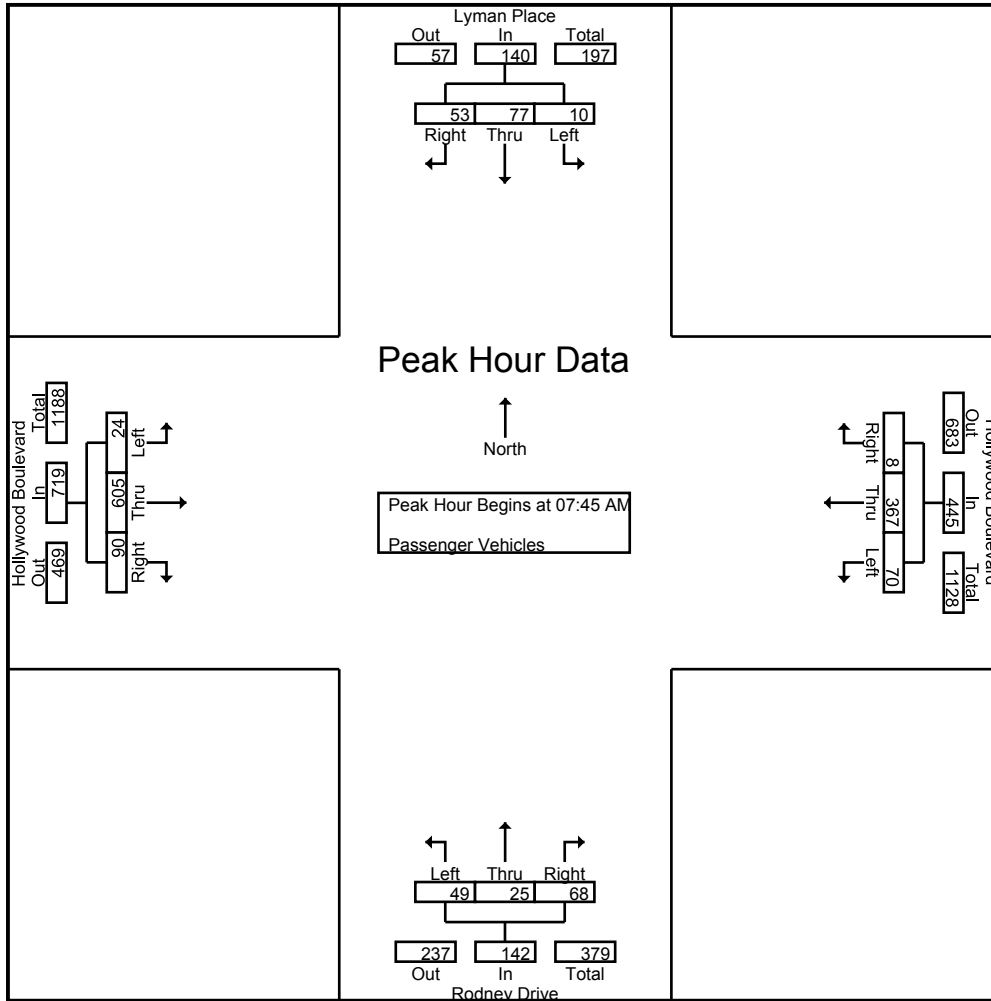 Lyman Place
Out In Total
57 140 197
53 77 10
Right Thru Left
Peak Hour Data
North
Peak Hour Begins at 07:45 AM
Passenger Vehicles
Hollywood Boulevard
Out In Total
469 719 1188
24 605 90
Left Thru Right
Hollywood Boulevard
Out In Total
683 445 1128
8 367 70
Right Thru Left
Left Thru Right
49 25 68
237 142 379
Out In Total
Rodney Drive